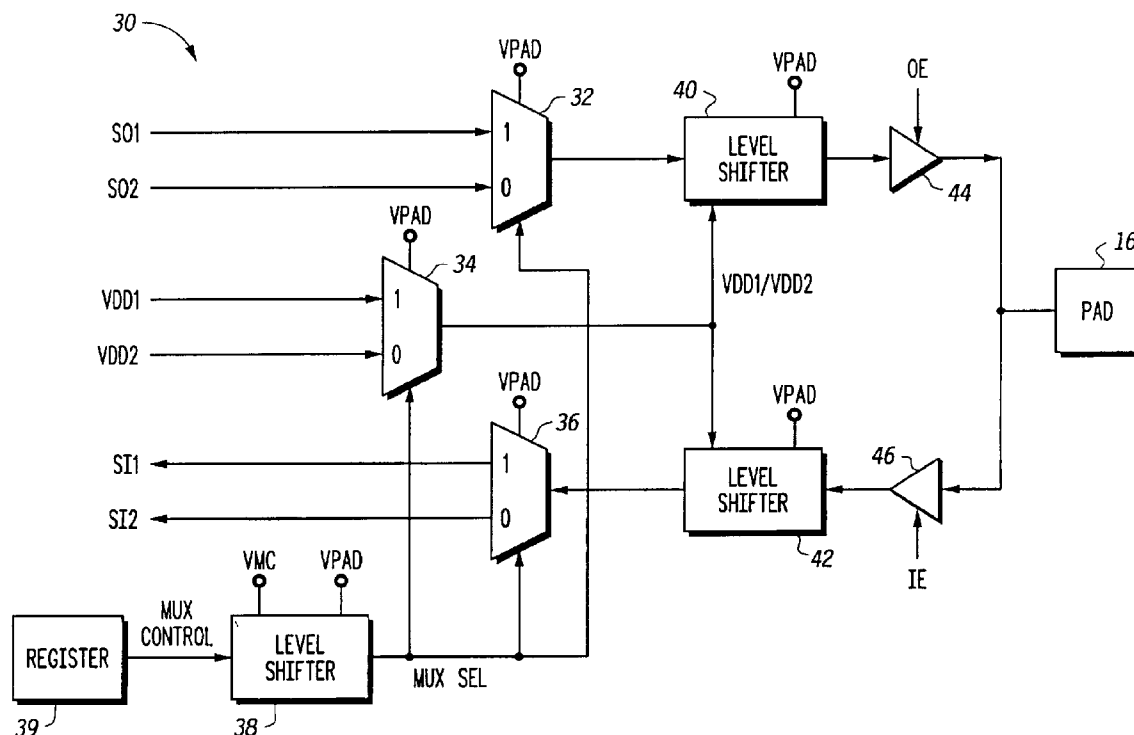 30
VPAD
32
SO1
1
SO2
0
40
VPAD
LEVEL
SHIFTER
OE
44
VPAD
34
VDD1
1
VDD2
0
VDD1/VDD2
16
PAD
VPAD
36
SI1
1
SI2
0
VPAD
LEVEL
SHIFTER
42
46
IE
VMC
VPAD
MUX
CONTROL
REGISTER
39
LEVEL
SHIFTER
38
MUX SEL